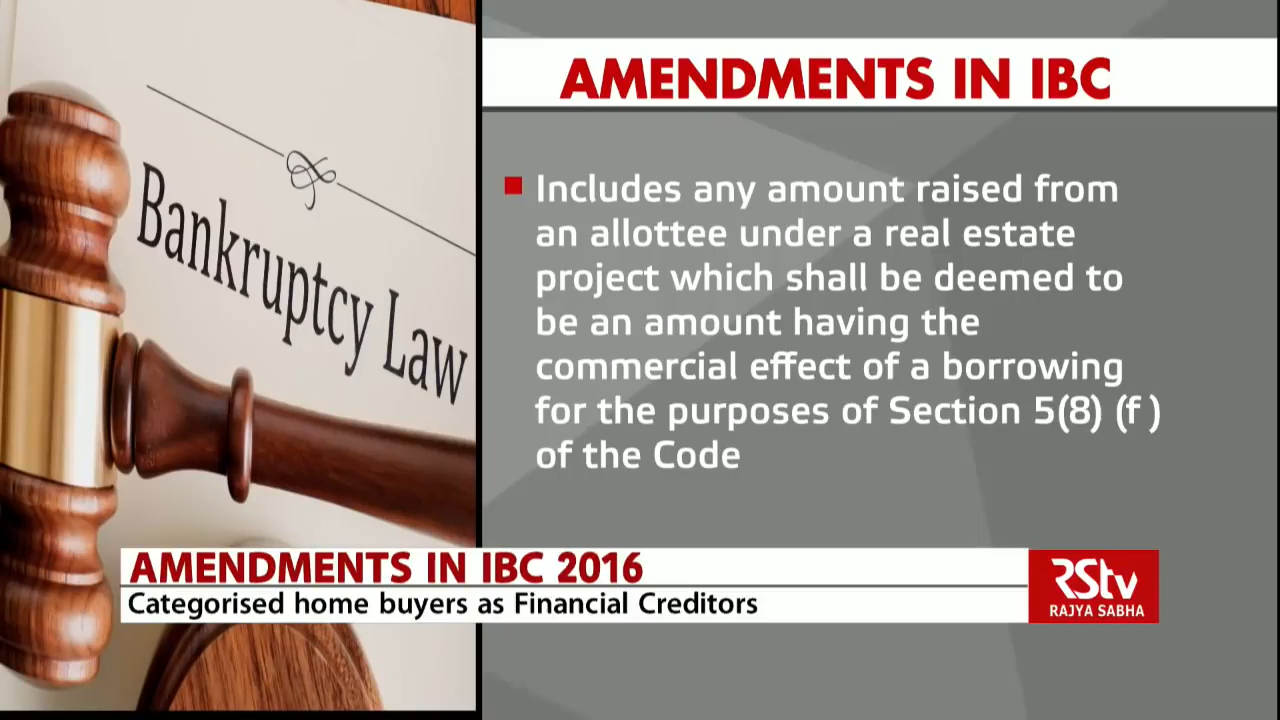 Bankruptcy Law
AMENDMENTS IN IBC
Includes any amount raised from
an allottee under a real estate
project which shall be deemed to
be an amount having the
commercial effect of a borrowing
for the purposes of Section 5(8) (f )
of the Code
AMENDMENTS IN IBC 2016
Categorised home buyers as Financial Creditors
RStv
RAJYA SABHA